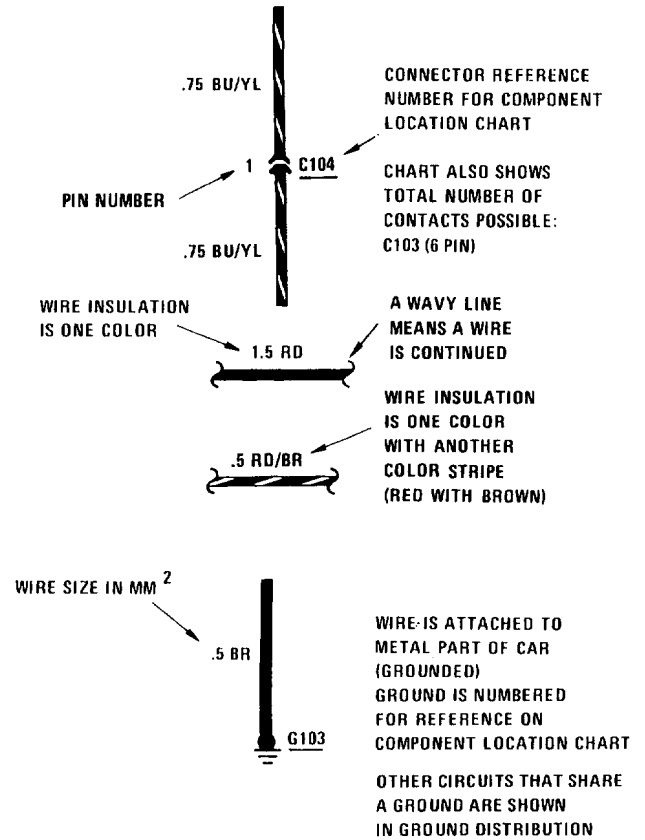 .75 BU/YL
CONNECTOR REFERENCE
NUMBER FOR COMPONENT
LOCATION CHART
1 C104
PIN NUMBER
CHART ALSO SHOWS
TOTAL NUMBER OF
CONTACTS POSSIBLE:
C103 (6 PIN)
.75 BU/YL
WIRE INSULATION
IS ONE COLOR
1.5 RD
A WAVY LINE
MEANS A WIRE
IS CONTINUED
.5 RD/BR
WIRE INSULATION
IS ONE COLOR
WITH ANOTHER
COLOR STRIPE
(RED WITH BROWN)
WIRE SIZE IN MM 2
.5 BR
G103
WIRE IS ATTACHED TO
METAL PART OF CAR
(GROUNDED)
GROUND IS NUMBERED
FOR REFERENCE ON
COMPONENT LOCATION CHART
OTHER CIRCUITS THAT SHARE
A GROUND ARE SHOWN
IN GROUND DISTRIBUTION